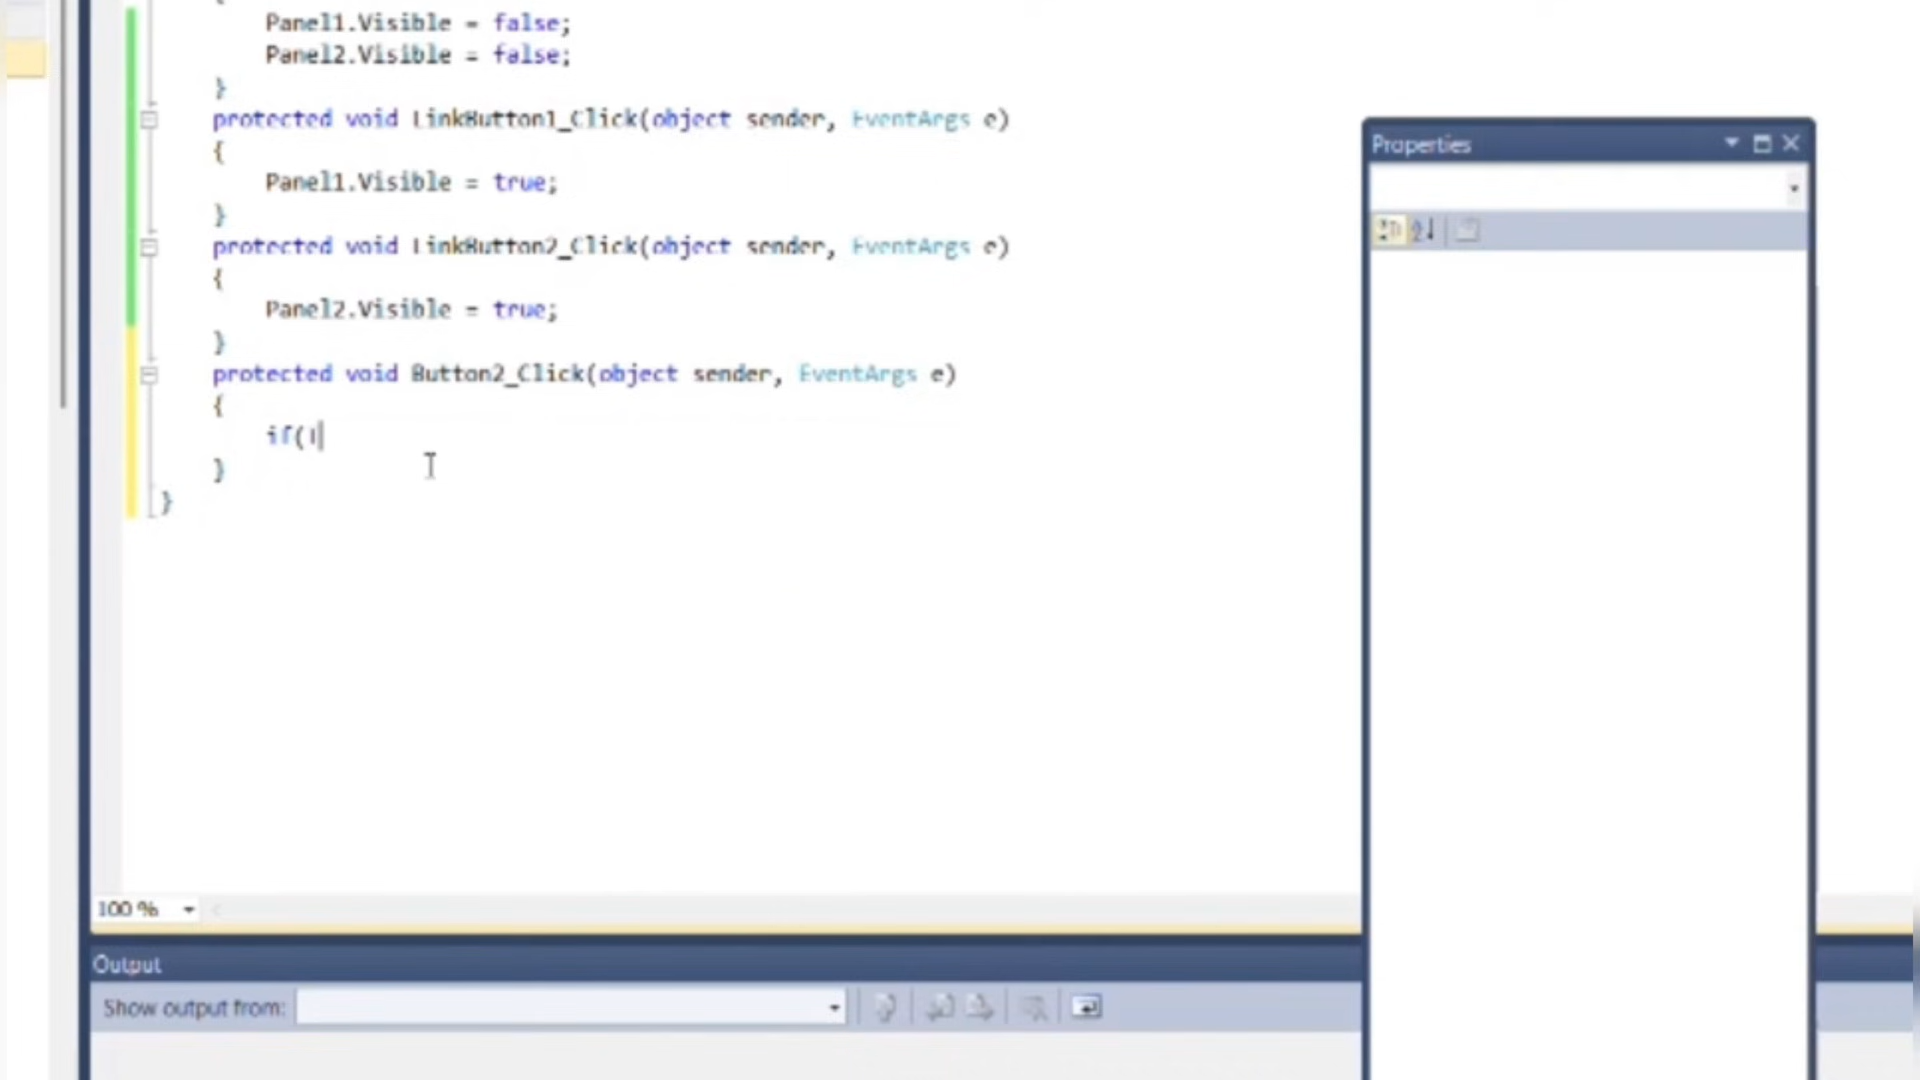 {
Panel1.Visible = false;
Panel2.Visible = false;
}
protected void LinkButton1_Click(object sender, EventArgs e)
{
Panel1.Visible = true;
}
protected void LinkButton2_Click(object sender, EventArgs e)
{
Panel2.Visible = true;
}
protected void Button2_Click(object sender, EventArgs e)
{
if(
}
}
Properties
100 %
Output
Show output from: